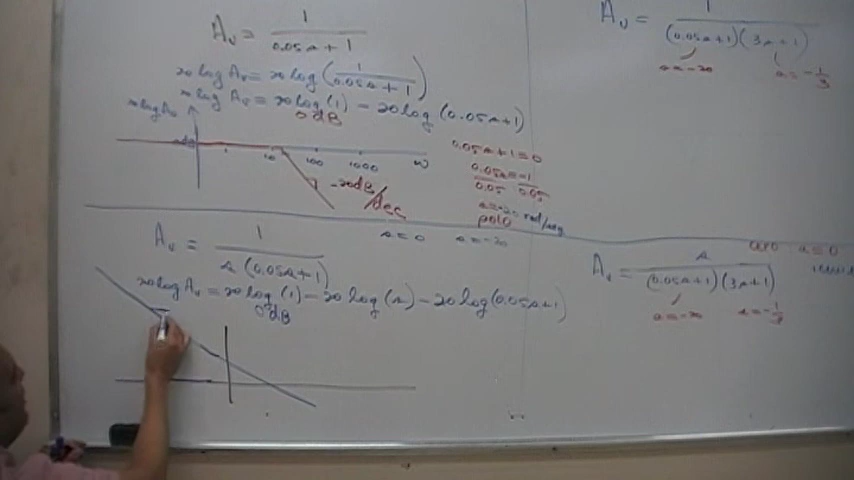 Av = 1 / (0.05s + 1)
20 log Av = 20 log (1 / (0.05s + 1))
20 log Av = 20 log (1) - 20 log (0.05s + 1)
0 dB
20 log Av
10 100 1000 w
-20dB/dec
0.05s + 1 = 0
0.05s = -1
0.05 0.05
s = -20 rad/seg
polo
Av = 1 / (s (0.05s + 1))
s = 0 s = -20
20 log Av = 20 log (1) - 20 log (s) - 20 log (0.05s + 1)
0 dB
Av = 1 / ((0.05s + 1)(3s + 1))
s = -20 s = -1/3
Av = s / ((0.05s + 1)(3s + 1))
cero s = 0
s = -20 s = -1/3